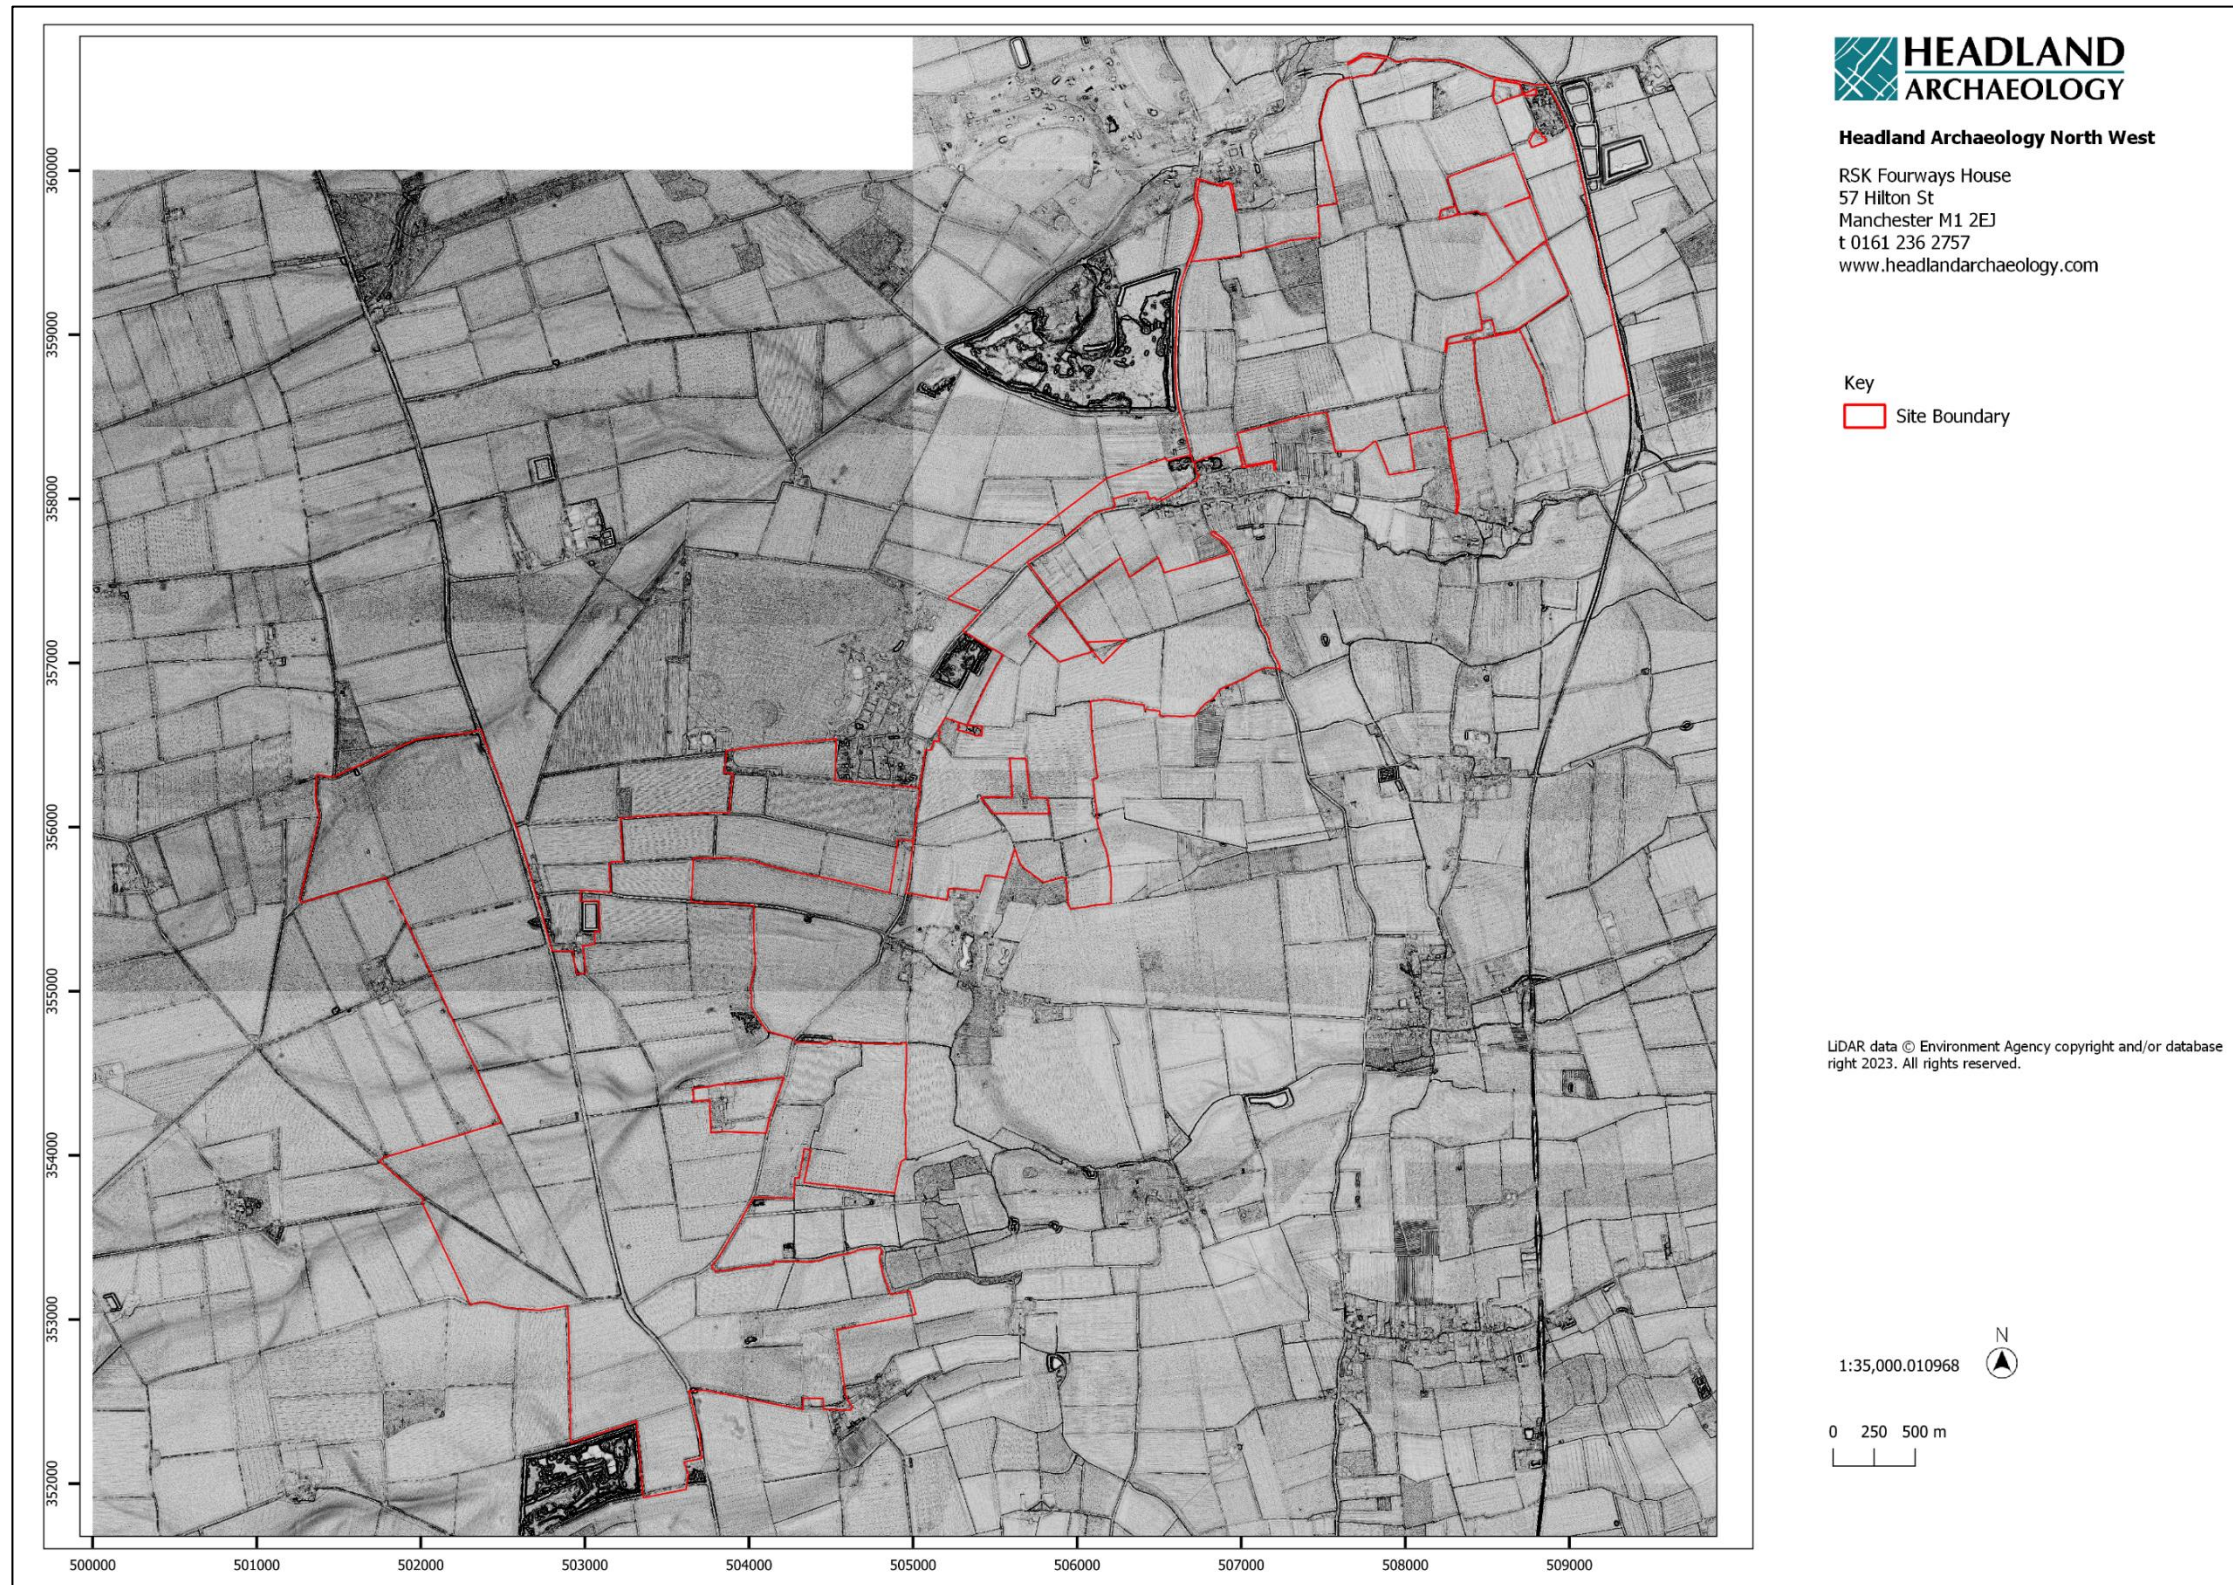 HEADLAND
ARCHAEOLOGY
Headland Archaeology North West
RSK Fourways House
57 Hilton St
Manchester M1 2EJ
t 0161 236 2757
www.headlandarchaeology.com
Key
Site Boundary
LiDAR data © Environment Agency copyright and/or database
right 2023. All rights reserved.
N
1:35,000.010968
0 250 500 m
360000
359000
358000
357000
356000
355000
354000
353000
352000
500000 501000 502000 503000 504000 505000 506000 507000 508000 509000